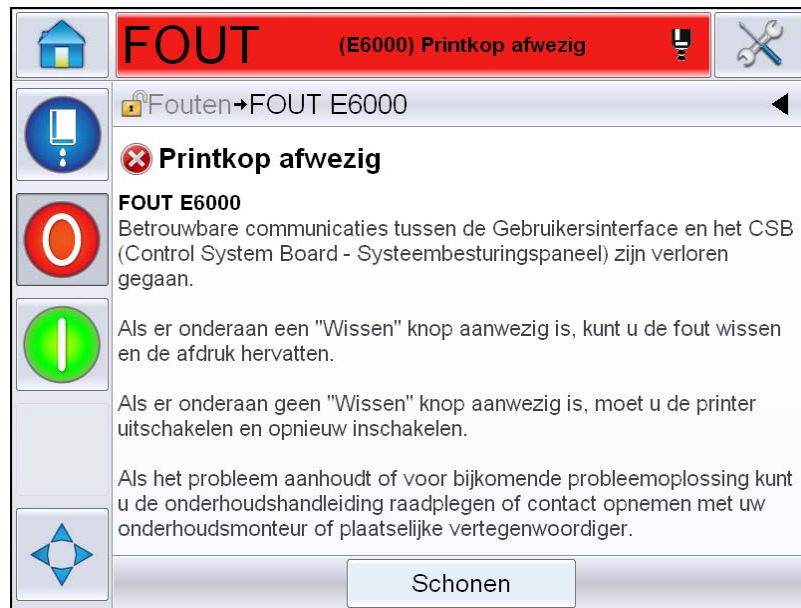 FOUT (E6000) Printkop afwezig
Fouten→FOUT E6000
Printkop afwezig
FOUT E6000
Betrouwbare communicaties tussen de Gebruikersinterface en het CSB
(Control System Board - Systeembesturingspaneel) zijn verloren
gegaan.
Als er onderaan een "Wissen" knop aanwezig is, kunt u de fout wissen
en de afdruk hervatten.
Als er onderaan geen "Wissen" knop aanwezig is, moet u de printer
uitschakelen en opnieuw inschakelen.
Als het probleem aanhoudt of voor bijkomende probleemoplossing kunt
u de onderhoudshandleiding raadplegen of contact opnemen met uw
onderhoudsmonteur of plaatselijke vertegenwoordiger.
Schonen